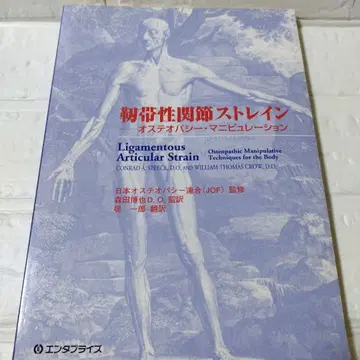 靭帯性関節ストレイン
オステオパシー・マニピュレーション
Ligamentous
Articular Strain
Osteopathic Manipulative
Techniques for the Body
CONRAD A. SPEECE, D.O. AND WILLIAM THOMAS CROW, D.O.
日本オステオパシー連合(JOF) 監修
森田博也D.O.監訳
堤 一郎 翻訳
エンタプライズ